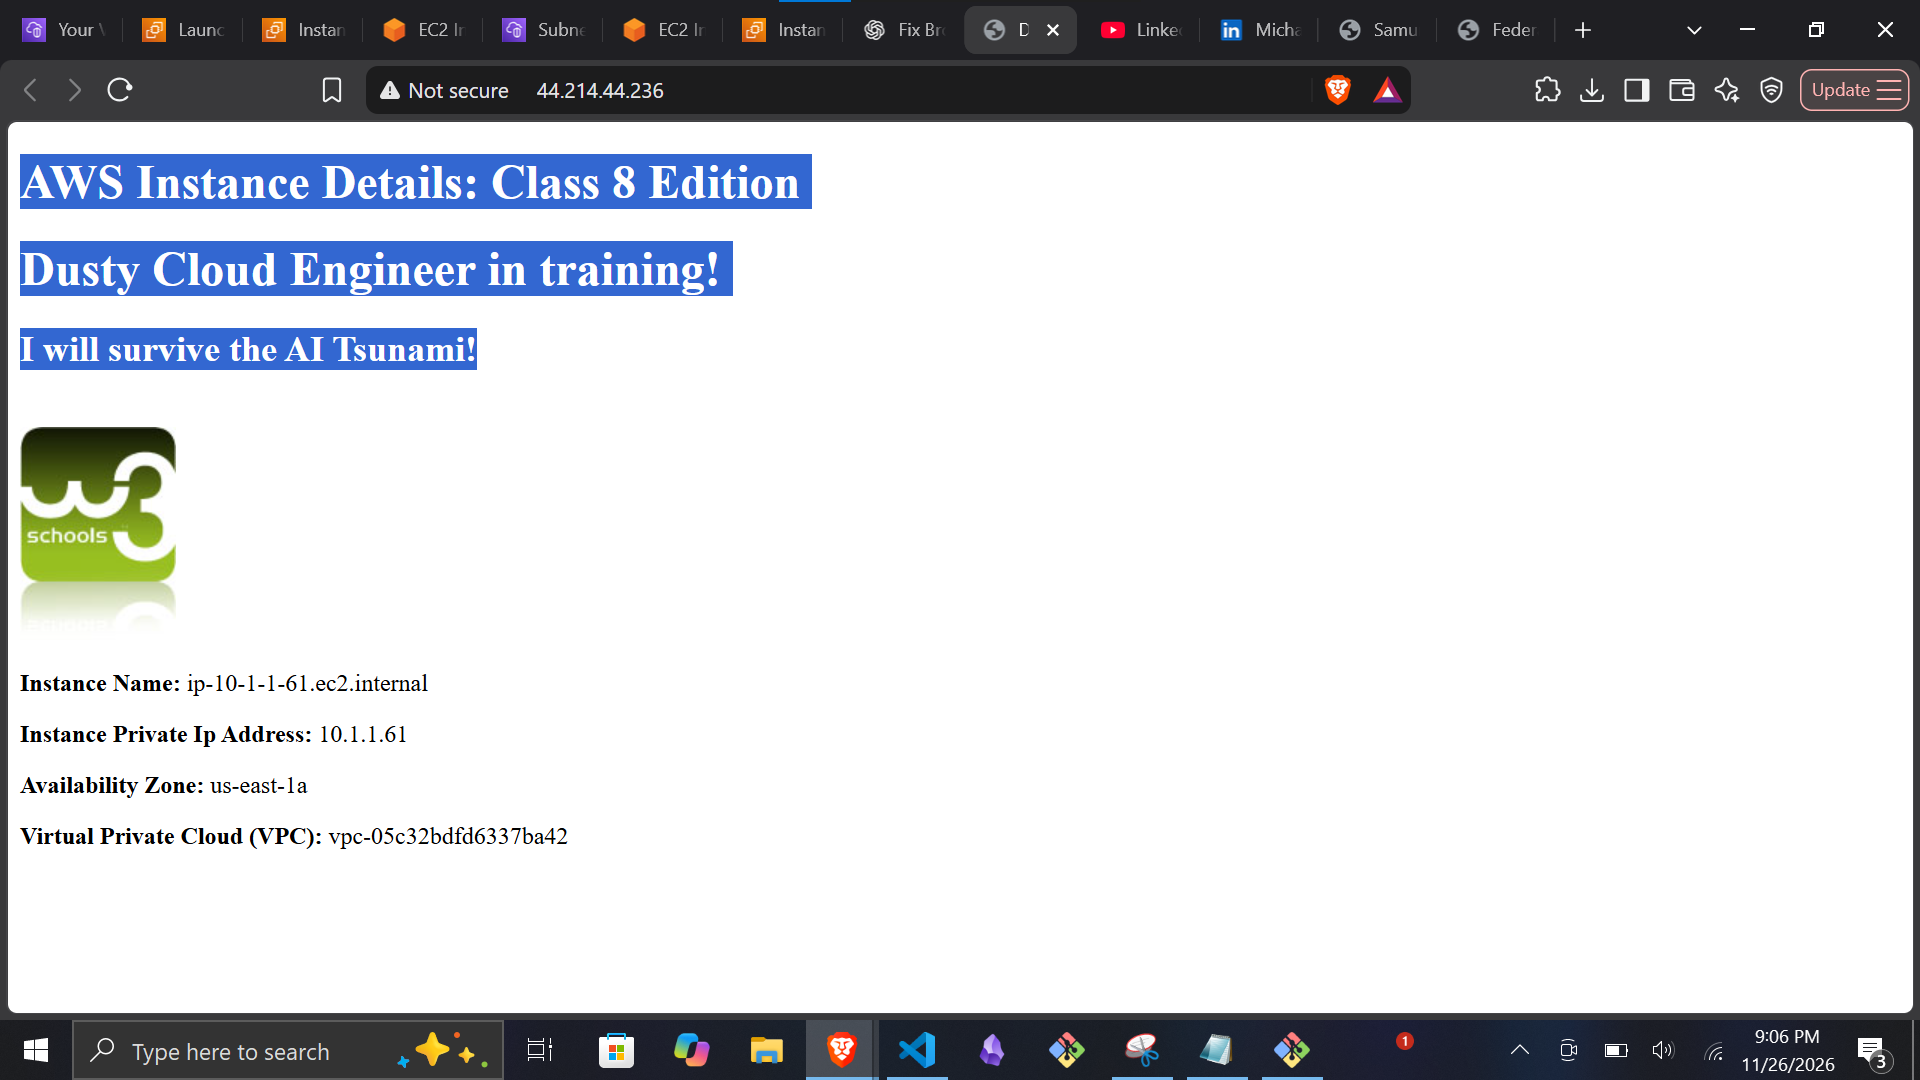 Your
Launc
Instan
EC2 In
Subne
EC2 In
Instan
Fix Bro
D
Linke
Micha
Samu
Feder
Not secure
44.214.44.236
Update
AWS Instance Details: Class 8 Edition
Dusty Cloud Engineer in training!
I will survive the AI Tsunami!
w3
schools
Instance Name: ip-10-1-1-61.ec2.internal
Instance Private Ip Address: 10.1.1.61
Availability Zone: us-east-1a
Virtual Private Cloud (VPC): vpc-05c32bdfd6337ba42
Type here to search
1
9:06 PM
11/26/2026
3